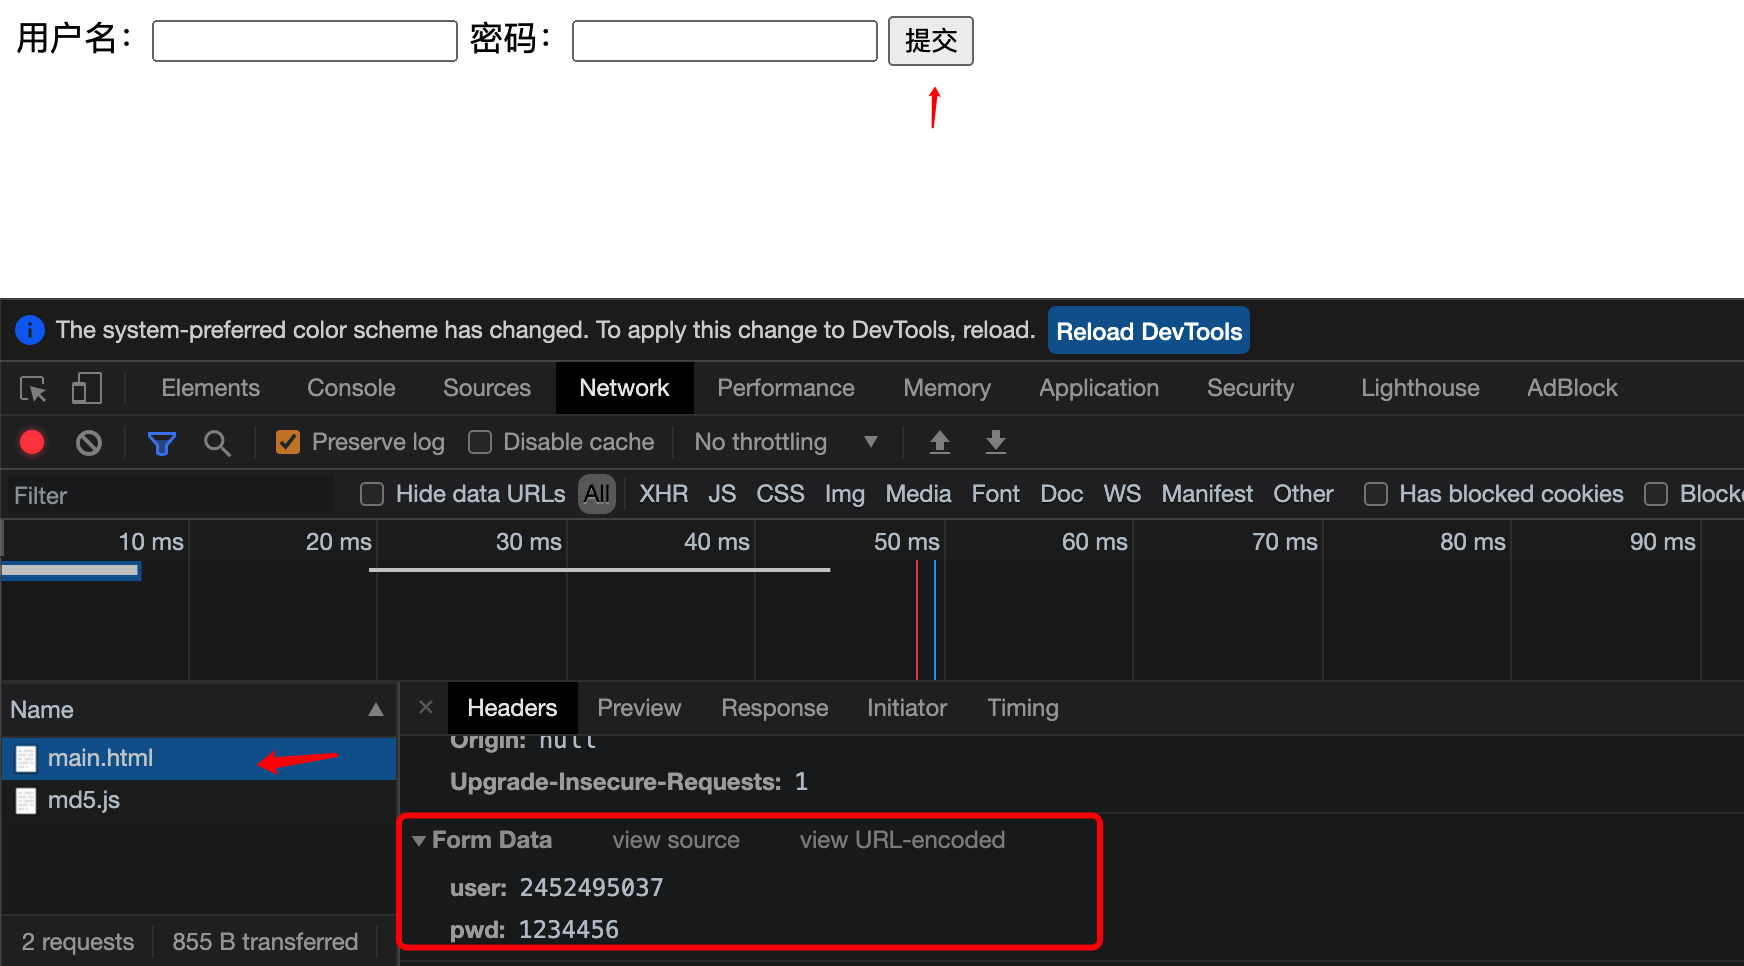 用户名： 密码： 提交
The system-preferred color scheme has changed. To apply this change to DevTools, reload. Reload DevTools
Elements Console Sources Network Performance Memory Application Security Lighthouse AdBlock
Preserve log Disable cache No throttling
Filter Hide data URLs All XHR JS CSS Img Media Font Doc WS Manifest Other Has blocked cookies Blocke
10 ms 20 ms 30 ms 40 ms 50 ms 60 ms 70 ms 80 ms 90 ms
Name Headers Preview Response Initiator Timing
Origin: null
main.html
Upgrade-Insecure-Requests: 1
md5.js
Form Data view source view URL-encoded
user: 2452495037
pwd: 1234456
2 requests 855 B transferred